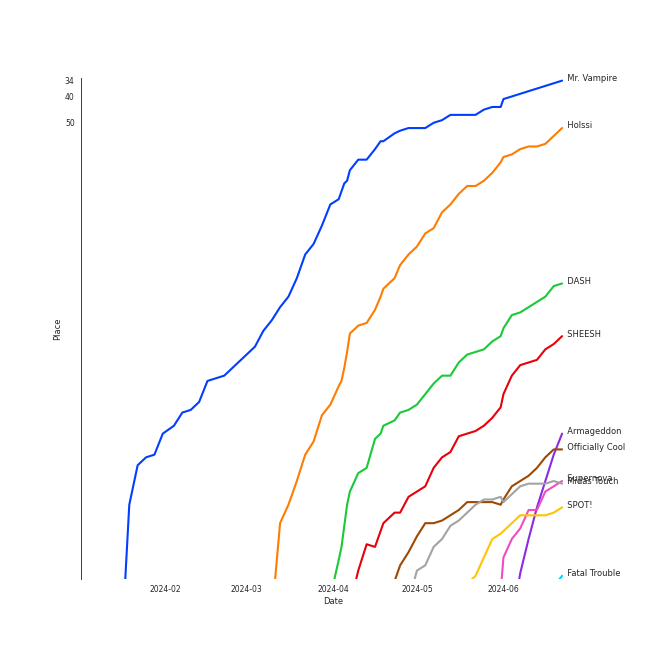 34
40
50
Place
Mr. Vampire
Holssi
DASH
SHEESH
Armageddon
Officially Cool
Supernova
Midas Touch
SPOT!
Fatal Trouble
2024-02
2024-03
2024-04
2024-05
2024-06
Date